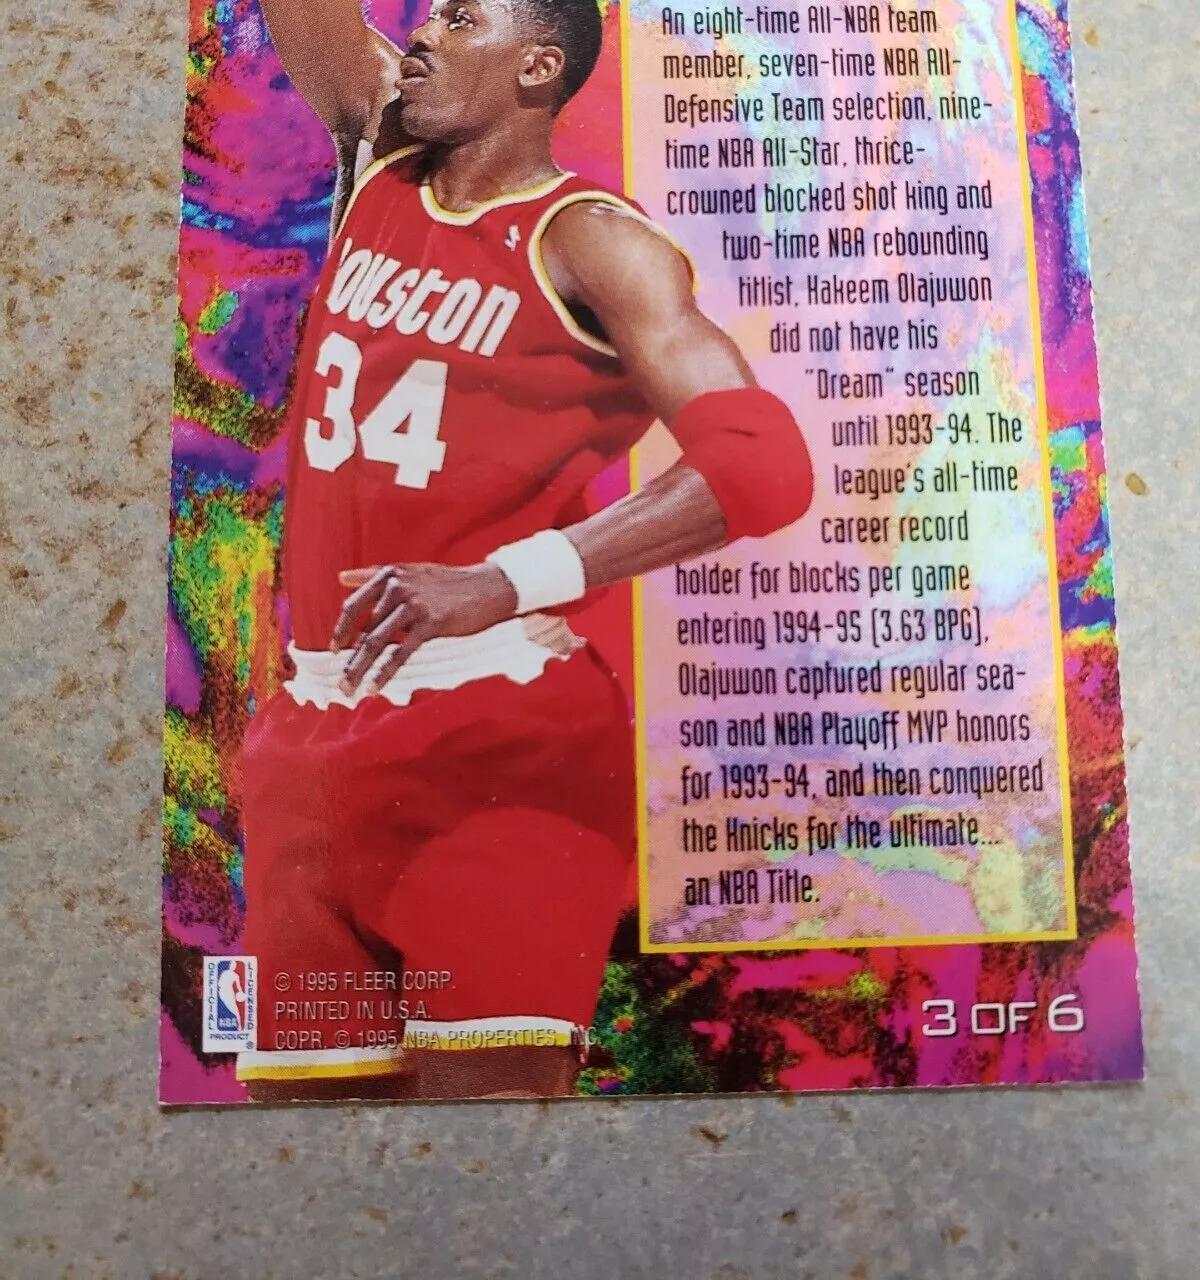 An eight-time All-NBA team
member, seven-time NBA All-
Defensive Team selection, nine-
time NBA All-Star, thrice-
crowned blocked shot king and
two-time NBA rebounding
titlist, Hakeem Olajuwon
did not have his
"Dream" season
until 1993-94. The
league's all-time
career record
holder for blocks per game
entering 1994-95 (3.63 BPG),
Olajuwon captured regular sea-
son and NBA Playoff MVP honors
for 1993-94, and then conquered
the Knicks for the ultimate...
an NBA Title.
HOUSTON
34
OFFICIAL
LICENSED
NBA
PRODUCT ®
© 1995 FLEER CORP.
PRINTED IN U.S.A.
COPR. © 1995 NBA PROPERTIES, INC.
3 OF 6